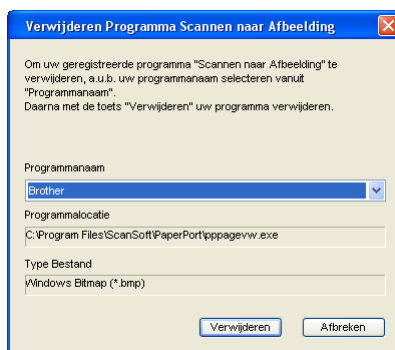 Verwijderen Programma Scannen naar Afbeelding
Om uw geregistreerde programma "Scannen naar Afbeelding" te
verwijderen, a.u.b. uw programmanaam selecteren vanuit
"Programmanaam".
Daarna met de toets "Verwijderen" uw programma verwijderen.
Programmanaam
Brother
Programmalocatie
C:\Program Files\ScanSoft\PaperPort\pppagevw.exe
Type Bestand
Windows Bitmap (*.bmp)
Verwijderen Afbreken